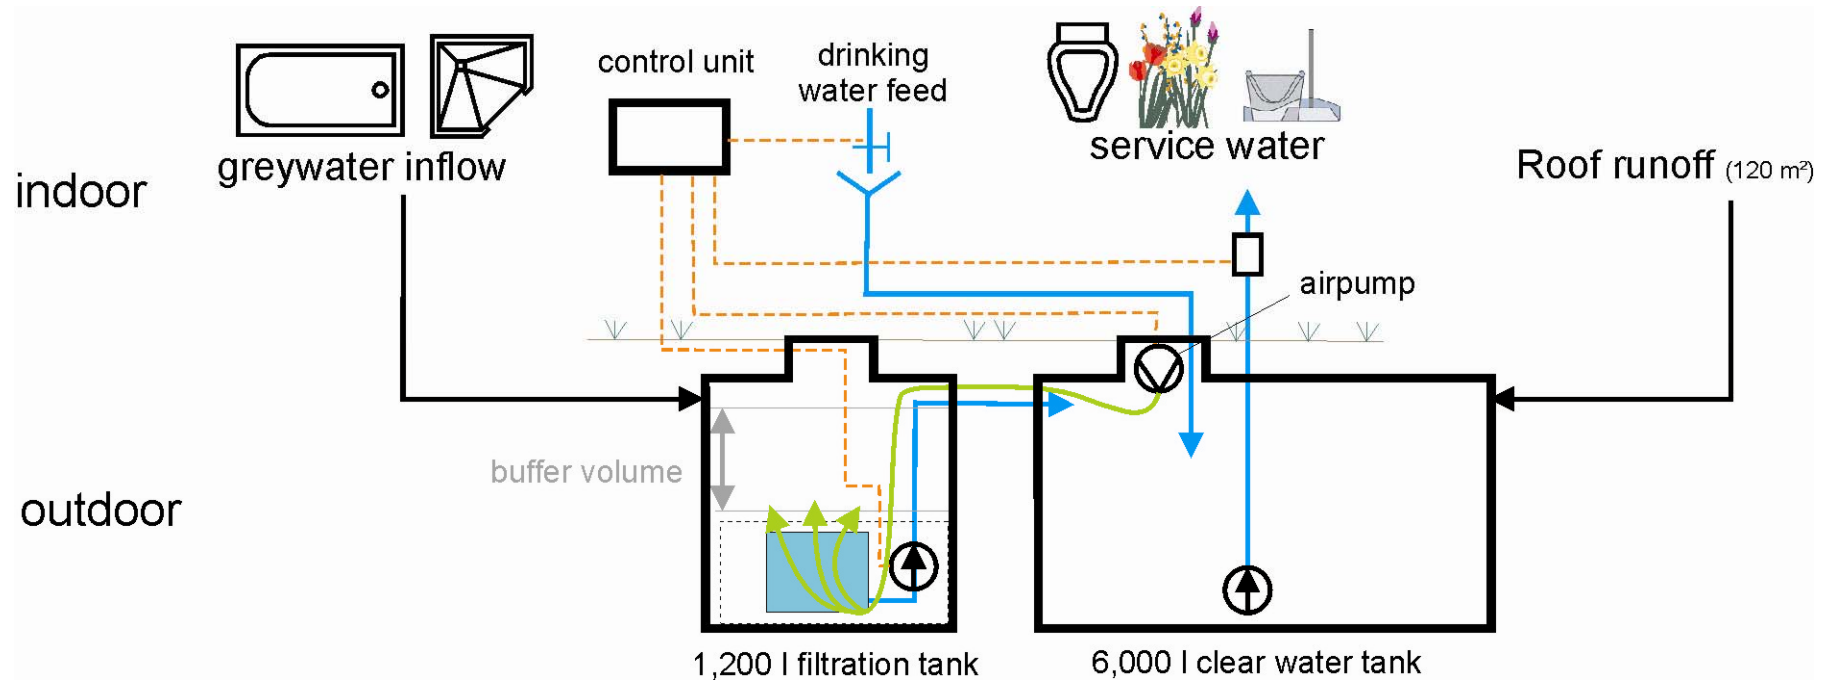 control unit
drinking
water feed
greywater inflow
service water
Roof runoff (120 m²)
indoor
airpump
buffer volume
outdoor
1,200 l filtration tank
6,000 l clear water tank